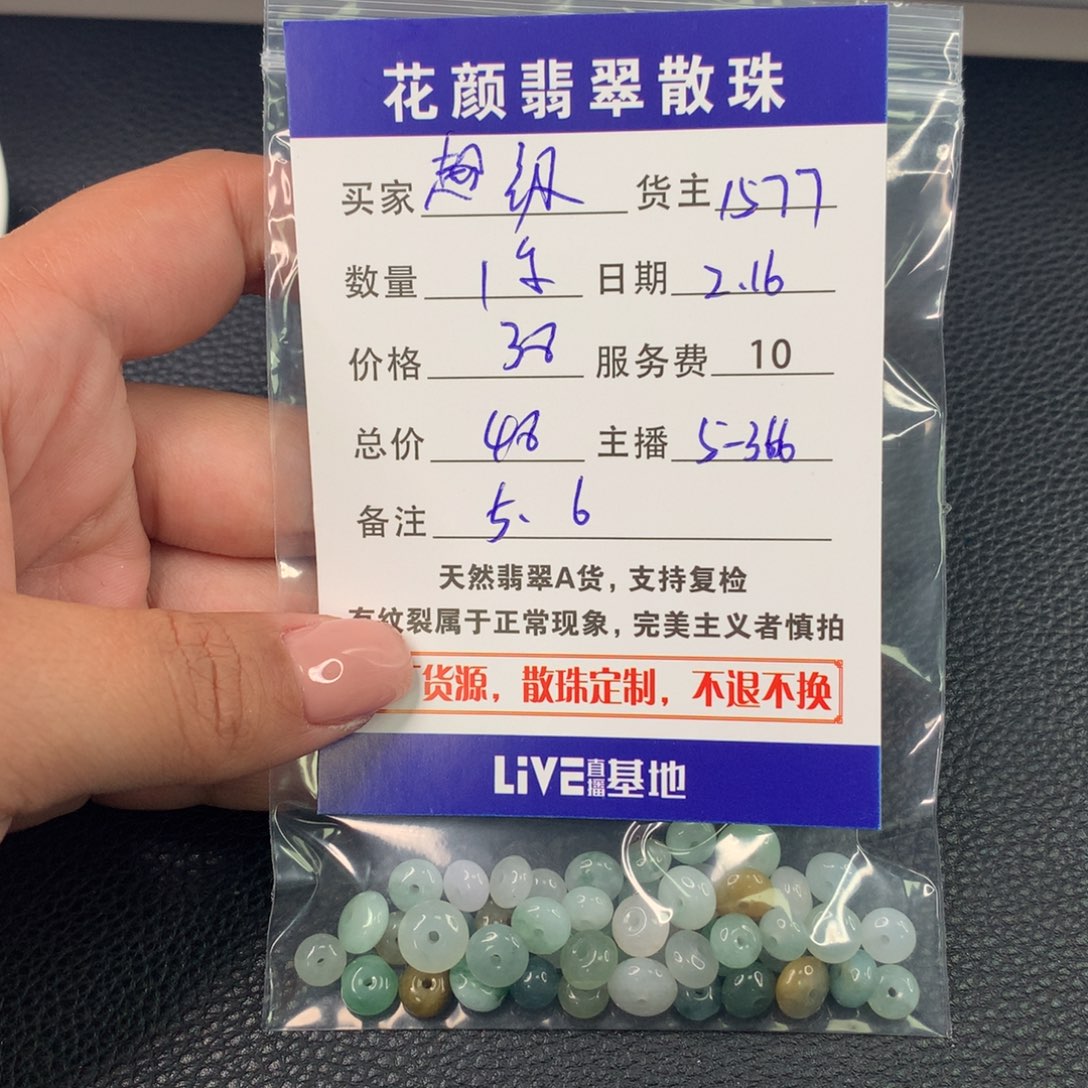 花颜翡翠散珠
买家 超级 货主 1577
数量 1 日期 2.16
价格 38 服务费 10
总价 48 主播 5-366
备注 5. 6
天然翡翠A货，支持复检
有纹裂属于正常现象，完美主义者慎拍
货源，散珠定制，不退不换
LiVE直播基地